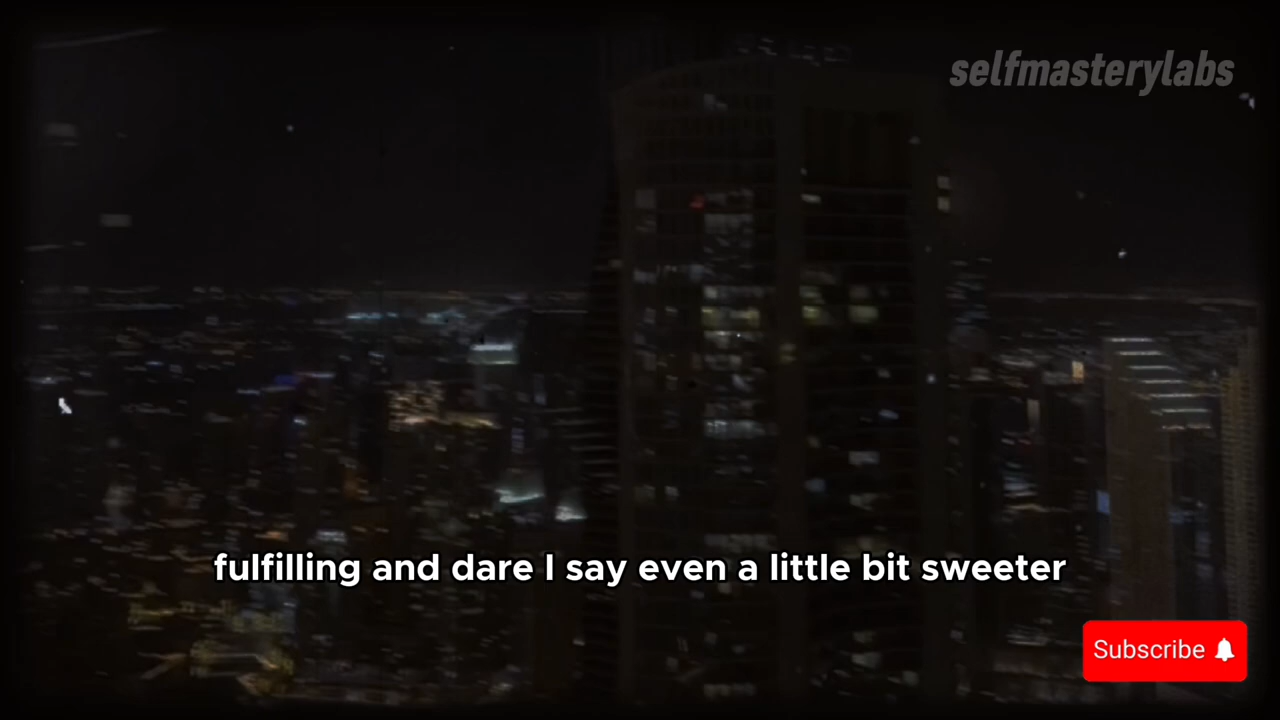 selfmasterylabs
fulfilling and dare I say even a little bit sweeter
Subscribe